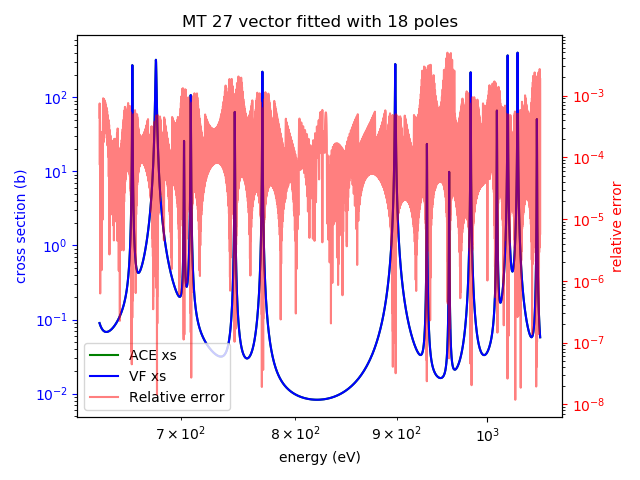 MT 27 vector fitted with 18 poles
cross section (b)
10²
10¹
10⁰
10⁻¹
10⁻²
10⁻³
10⁻⁴
10⁻⁵
10⁻⁶
10⁻⁷
10⁻⁸
relative error
ACE xs
VF xs
Relative error
7 × 10² 8 × 10² 9 × 10² 10³
energy (eV)